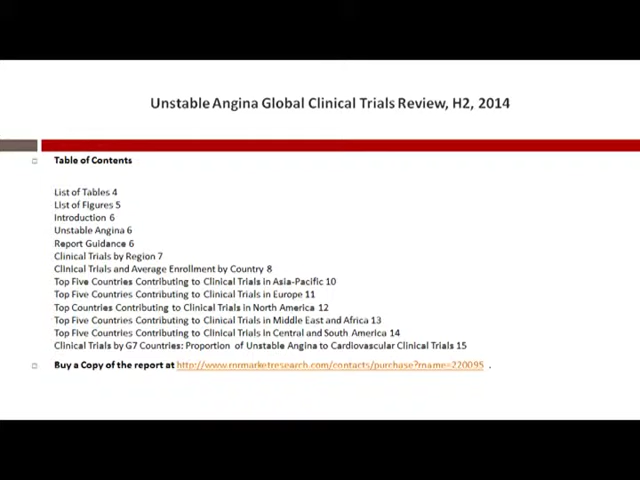 Unstable Angina Global Clinical Trials Review, H2, 2014
Table of Contents
List of Tables 4
List of Figures 5
Introduction 6
Unstable Angina 6
Report Guidance 6
Clinical Trials by Region 7
Clinical Trials and Average Enrollment by Country 8
Top Five Countries Contributing to Clinical Trials in Asia-Pacific 10
Top Five Countries Contributing to Clinical Trials in Europe 11
Top Countries Contributing to Clinical Trials in North America 12
Top Five Countries Contributing to Clinical Trials in Middle East and Africa 13
Top Five Countries Contributing to Clinical Trials in Central and South America 14
Clinical Trials by G7 Countries: Proportion of Unstable Angina to Cardiovascular Clinical Trials 15
Buy a Copy of the report at http://www.rnrmarketresearch.com/contacts/purchase?rname=220095 .